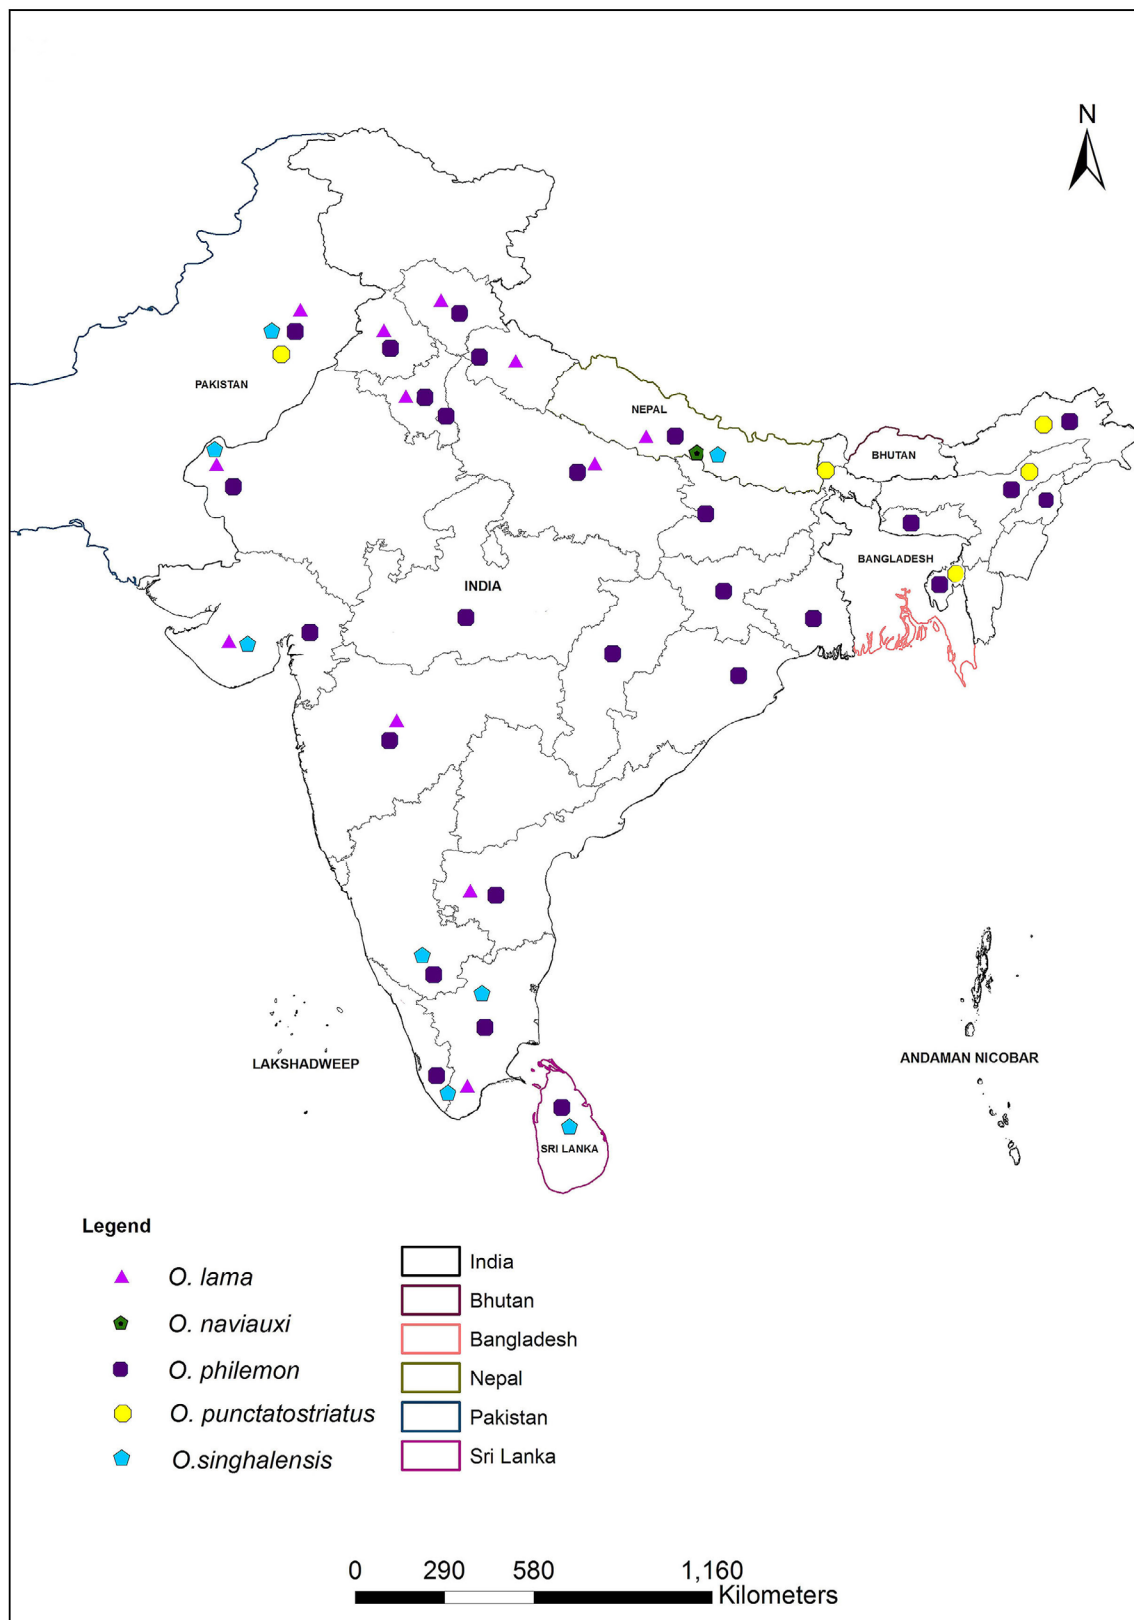 N
PAKISTAN
NEPAL
BHUTAN
BANGLADESH
INDIA
LAKSHADWEEP
ANDAMAN NICOBAR
SRI LANKA
Legend
O. lama
O. naviauxi
O. philemon
O. punctatostriatus
O.singhalensis
India
Bhutan
Bangladesh
Nepal
Pakistan
Sri Lanka
0 290 580 1,160
Kilometers